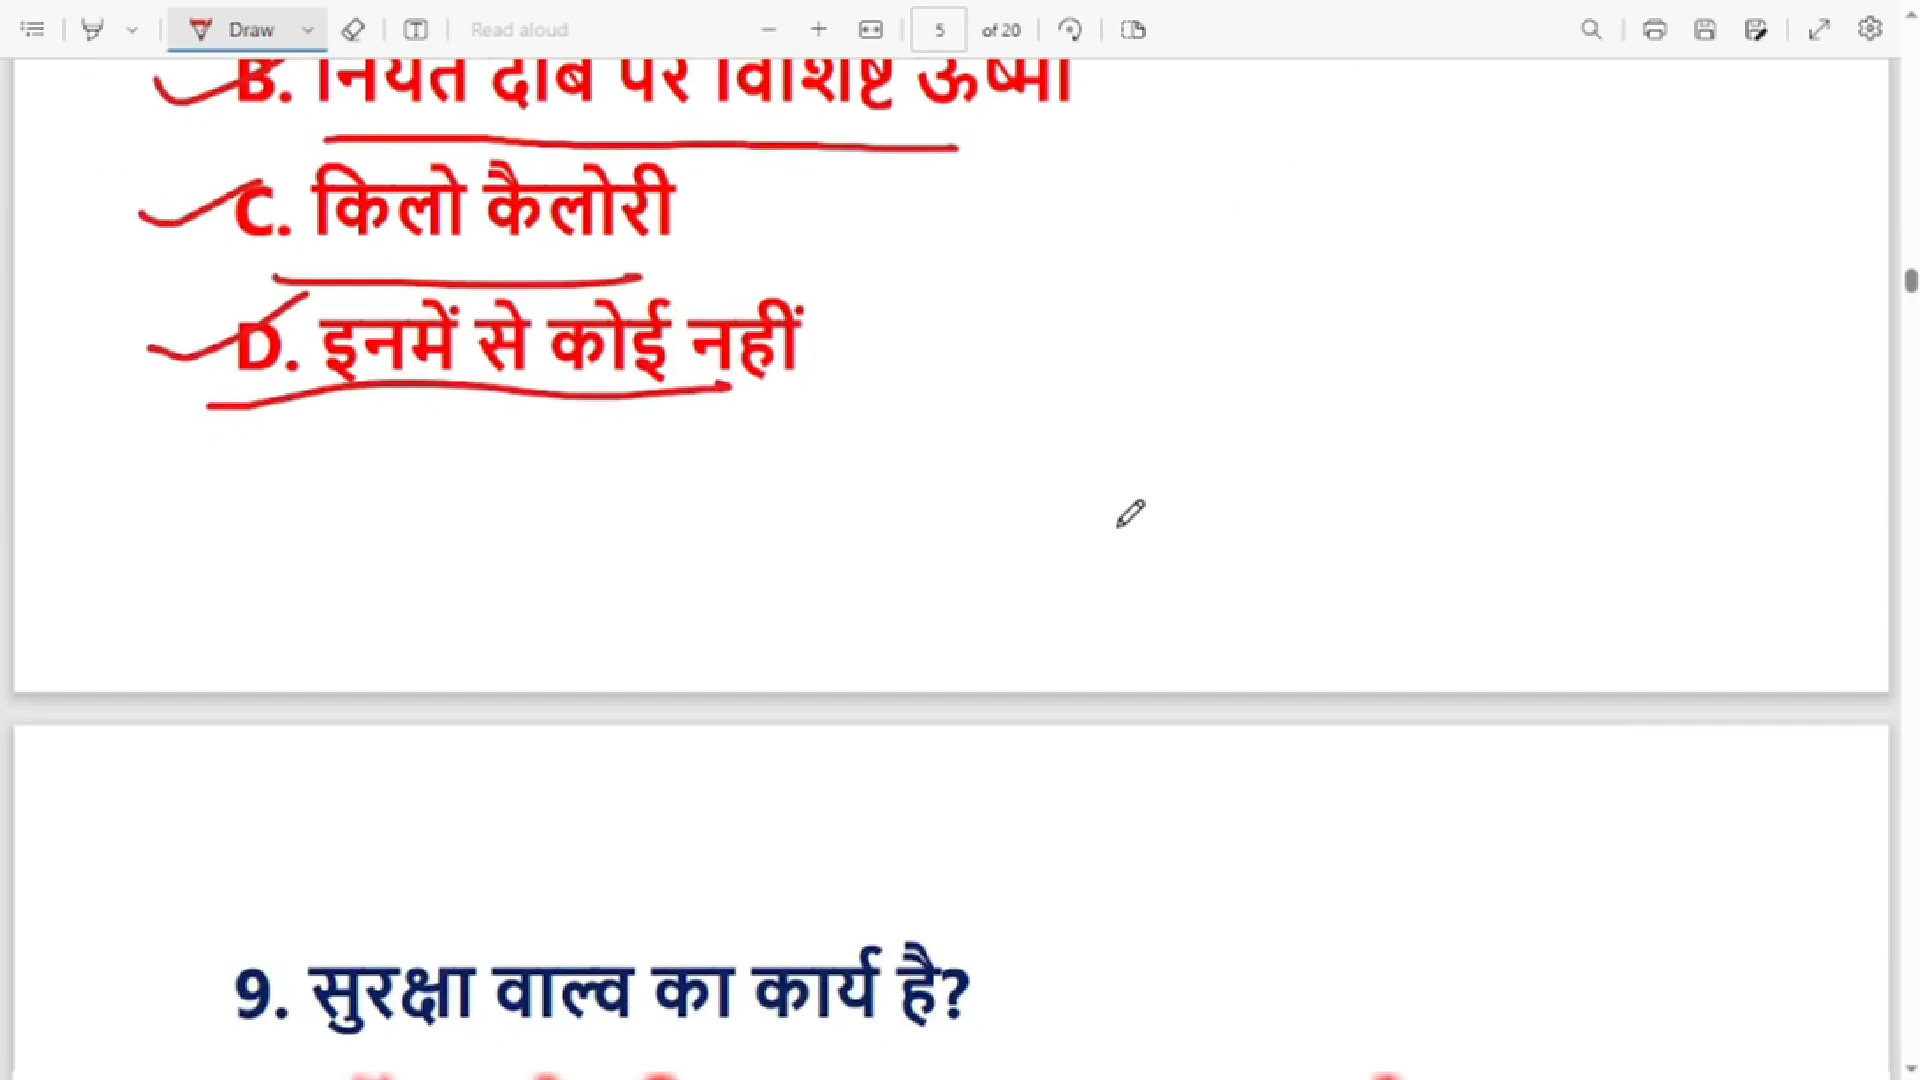 Draw
Read aloud
5 of 20
B. नियत दाब पर विशिष्ट ऊष्मा
C. किलो कैलोरी
D. इनमें से कोई नहीं
9. सुरक्षा वाल्व का कार्य है?